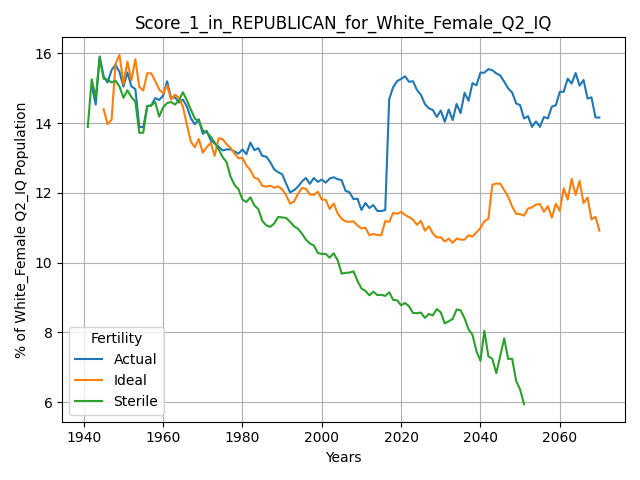 Score_1_in_REPUBLICAN_for_White_Female_Q2_IQ
% of White_Female Q2_IQ Population
16
14
12
10
8
6
Fertility
Actual
Ideal
Sterile
1940 1960 1980 2000 2020 2040 2060
Years